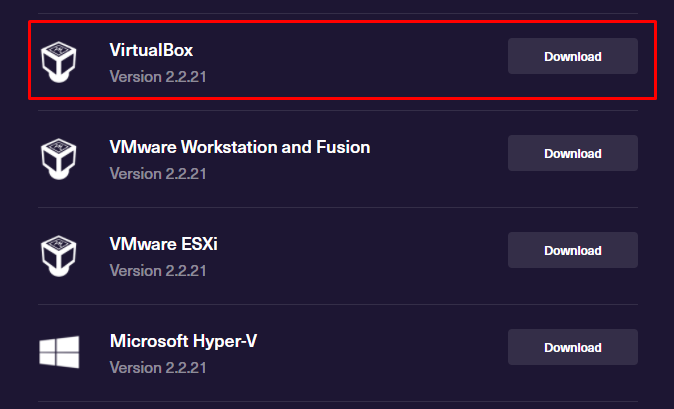 VirtualBox
Download
Version 2.2.21
VMware Workstation and Fusion
Download
Version 2.2.21
VMware ESXi
Download
Version 2.2.21
Microsoft Hyper-V
Download
Version 2.2.21